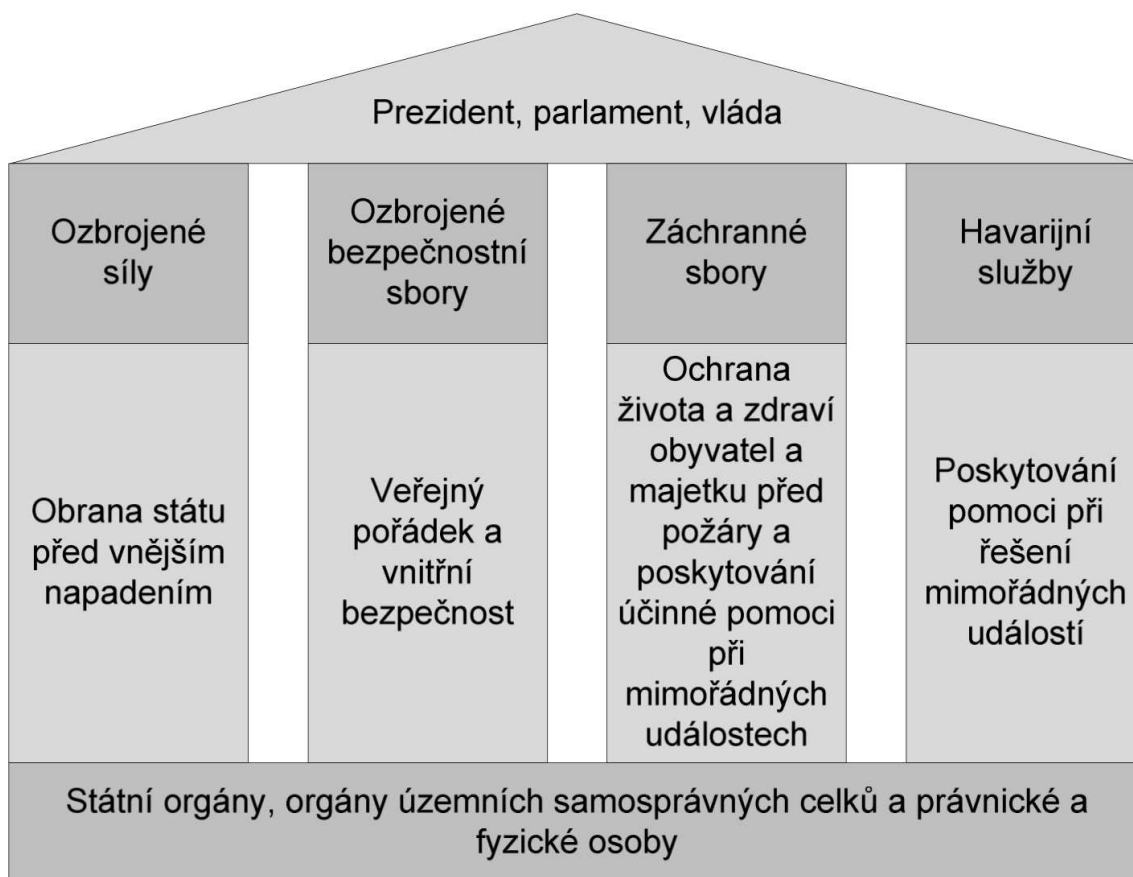 Prezident, parlament, vláda
Ozbrojené
síly
Ozbrojené
bezpečnostní
sbory
Záchranné
sbory
Havarijní
služby
Obrana státu
před vnějším
napadením
Veřejný
pořádek a
vnitřní
bezpečnost
Ochrana
života a zdraví
obyvatel a
majetku před
požáry a
poskytování
účinné pomoci
při
mimořádných
událostech
Poskytování
pomoci při
řešení
mimořádných
událostí
Státní orgány, orgány územních samosprávných celků a právnické a
fyzické osoby